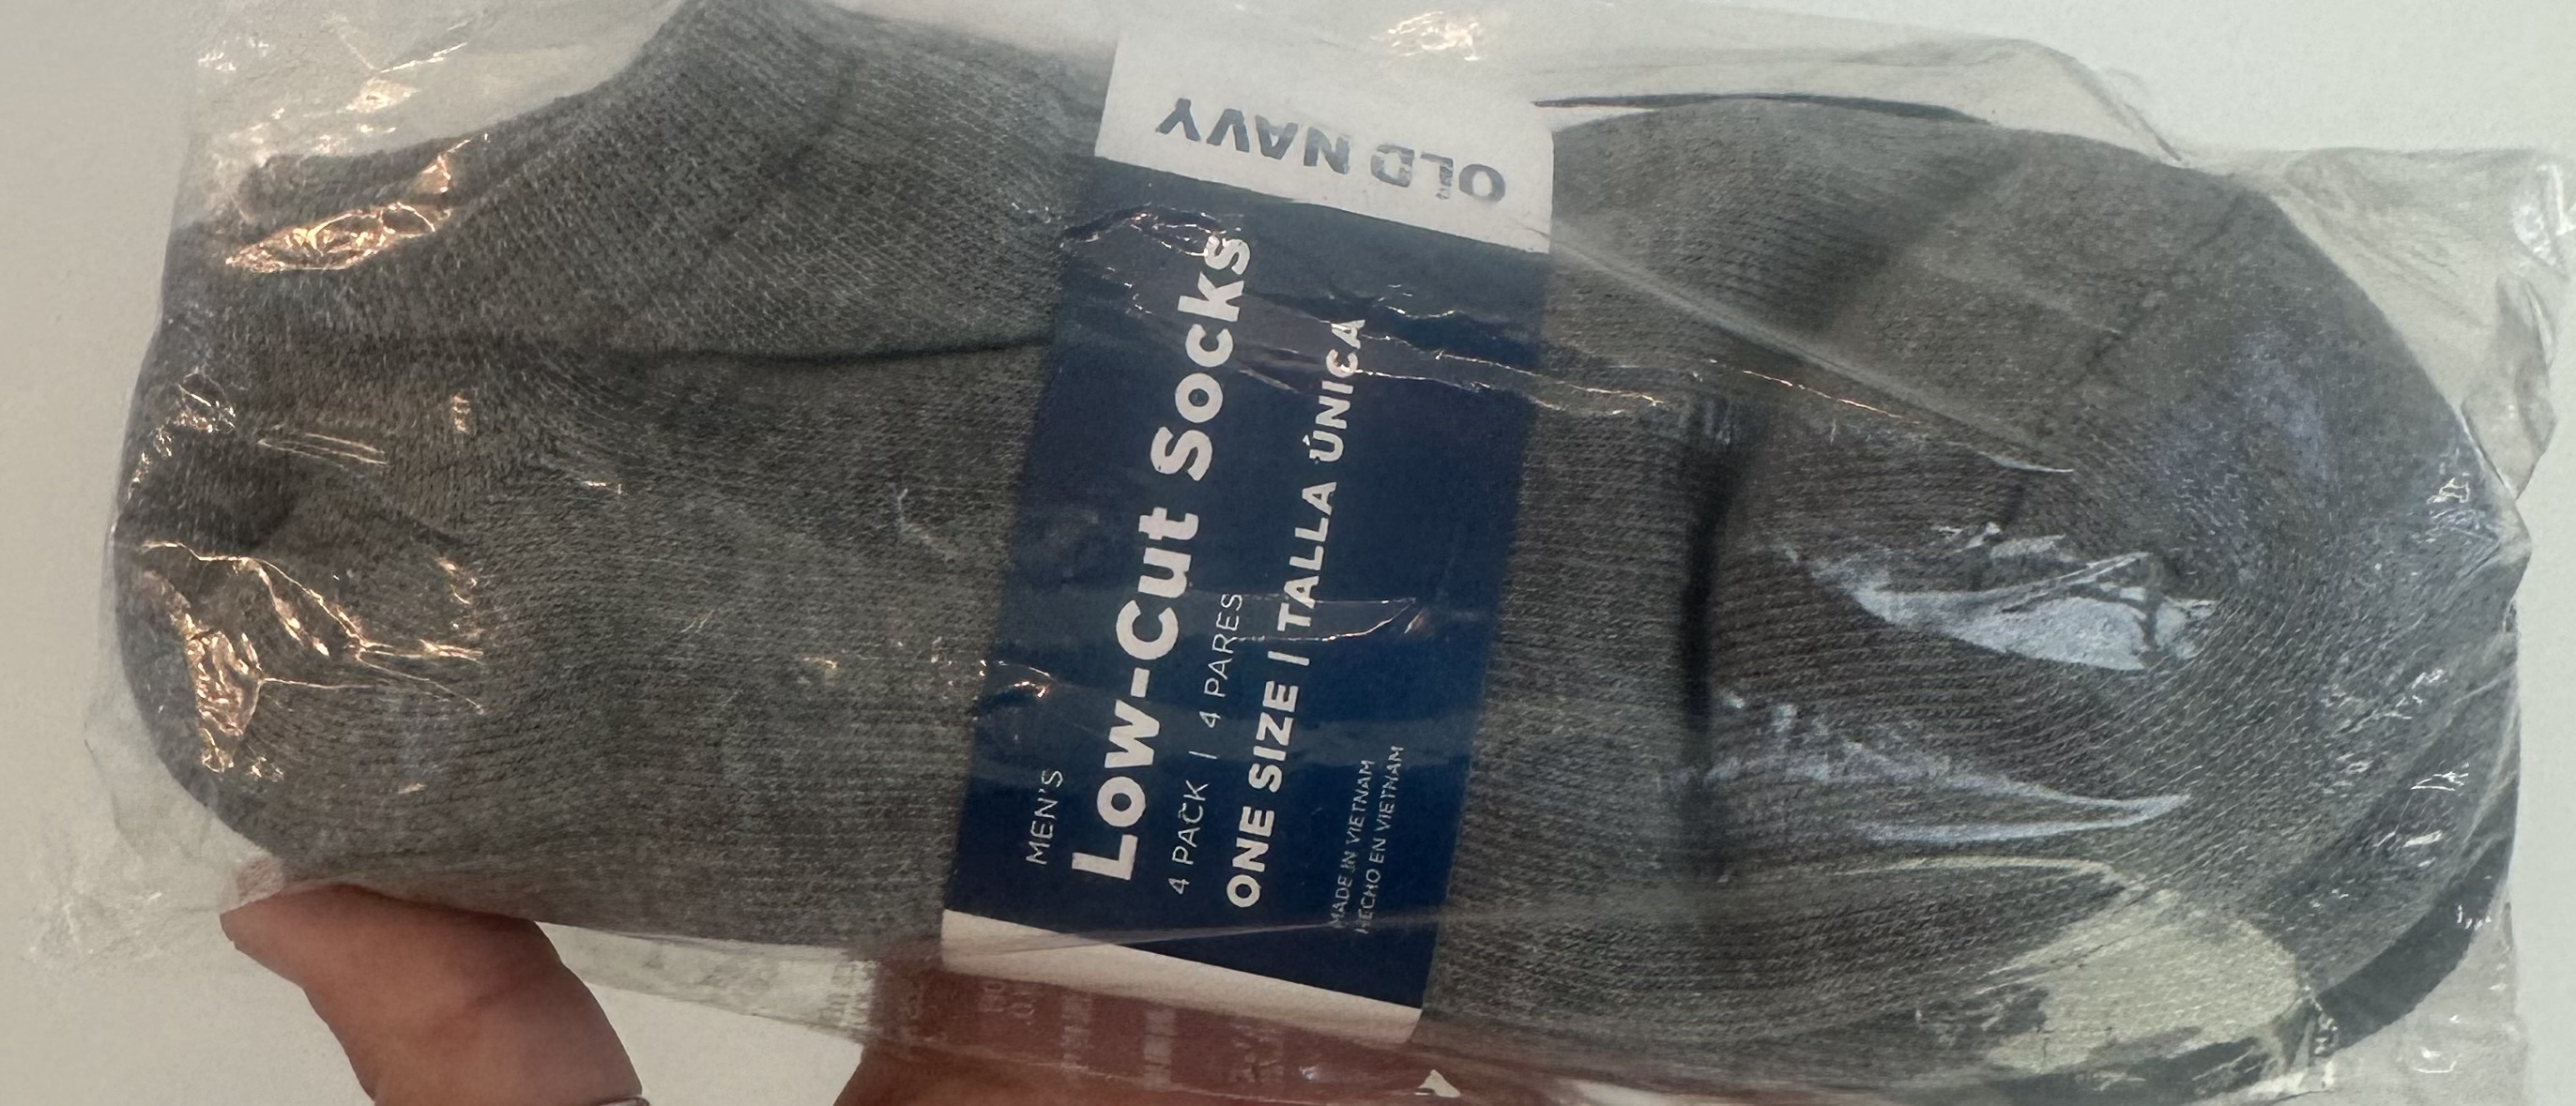 OLD NAVY
MEN'S
Low-Cut Socks
4 PACK | 4 PARES
ONE SIZE | TALLA ÚNICA
MADE IN VIETNAM
HECHO EN VIETNAM